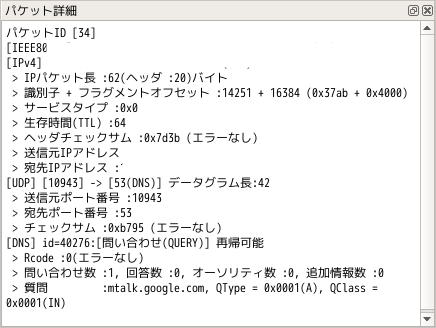 パケット詳細
パケットID [34]
[IEEE80
[IPv4]
> IPパケット長 :62(ヘッダ :20)バイト
> 識別子 + フラグメントオフセット :14251 + 16384 (0x37ab + 0x4000)
> サービスタイプ :0x0
> 生存時間(TTL) :64
> ヘッダチェックサム :0x7d3b (エラーなし)
> 送信元IPアドレス
> 宛先IPアドレス :
[UDP] [10943] -> [53(DNS)] データグラム長:42
> 送信元ポート番号 :10943
> 宛先ポート番号 :53
> チェックサム :0xb795 (エラーなし)
[DNS] id=40276:[問い合わせ(QUERY)] 再帰可能
> Rcode :0(エラーなし)
> 問い合わせ数 :1, 回答数 :0, オーソリティ数 :0, 追加情報数 :0
> 質問 :mtalk.google.com, QType = 0x0001(A), QClass =
0x0001(IN)